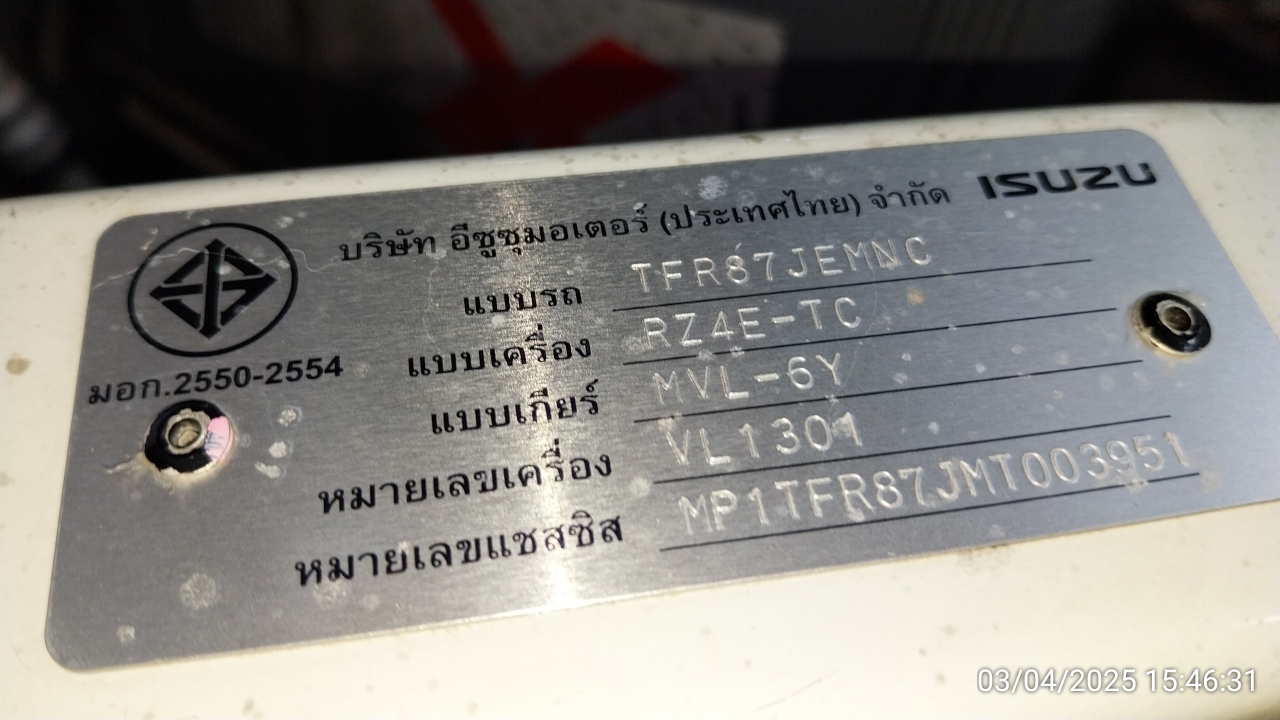 ISUZU
บริษัท อีซูซุมอเตอร์ (ประเทศไทย) จำกัด
แบบรถ TFR87JEMNC
แบบเครื่อง RZ4E-TC
มอก.2550-2554
แบบเกียร์ MVL-6Y
หมายเลขเครื่อง VL1301
หมายเลขแชสซิส MP1TFR87JMT003951
03/04/2025 15:46:31